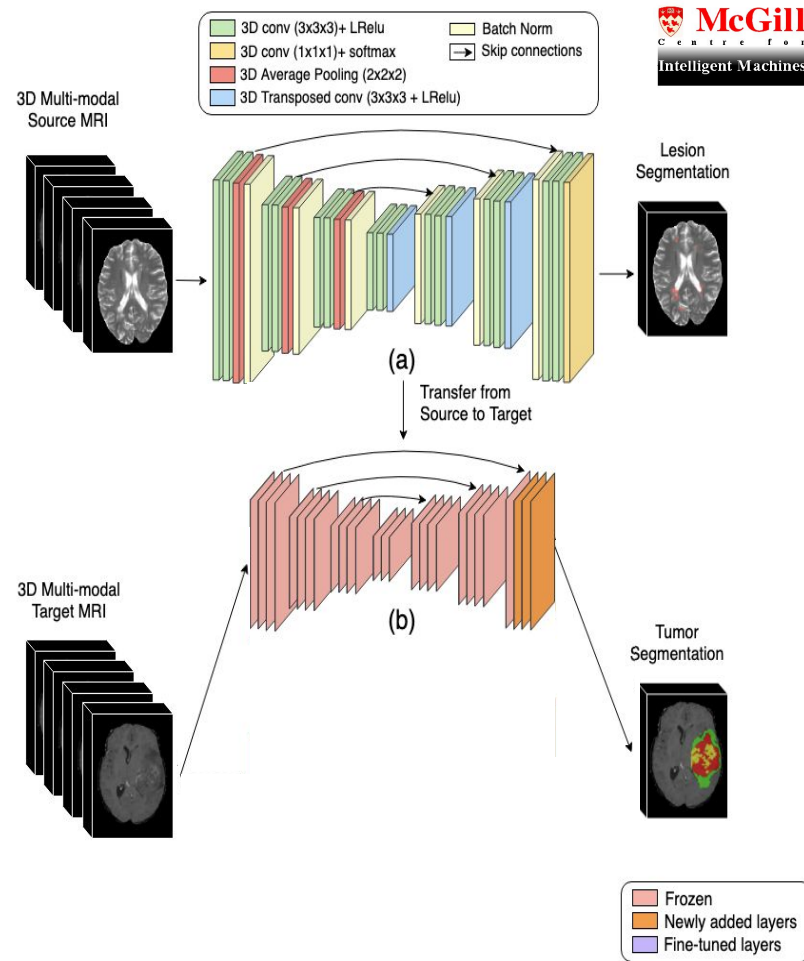 3D conv (3x3x3)+ LRelu
3D conv (1x1x1)+ softmax
3D Average Pooling (2x2x2)
3D Transposed conv (3x3x3 + LRelu)
Batch Norm
Skip connections
McGill
Centre for
Intelligent Machines
3D Multi-modal
Source MRI
Lesion
Segmentation
(a)
Transfer from
Source to Target
3D Multi-modal
Target MRI
(b)
Tumor
Segmentation
Frozen
Newly added layers
Fine-tuned layers